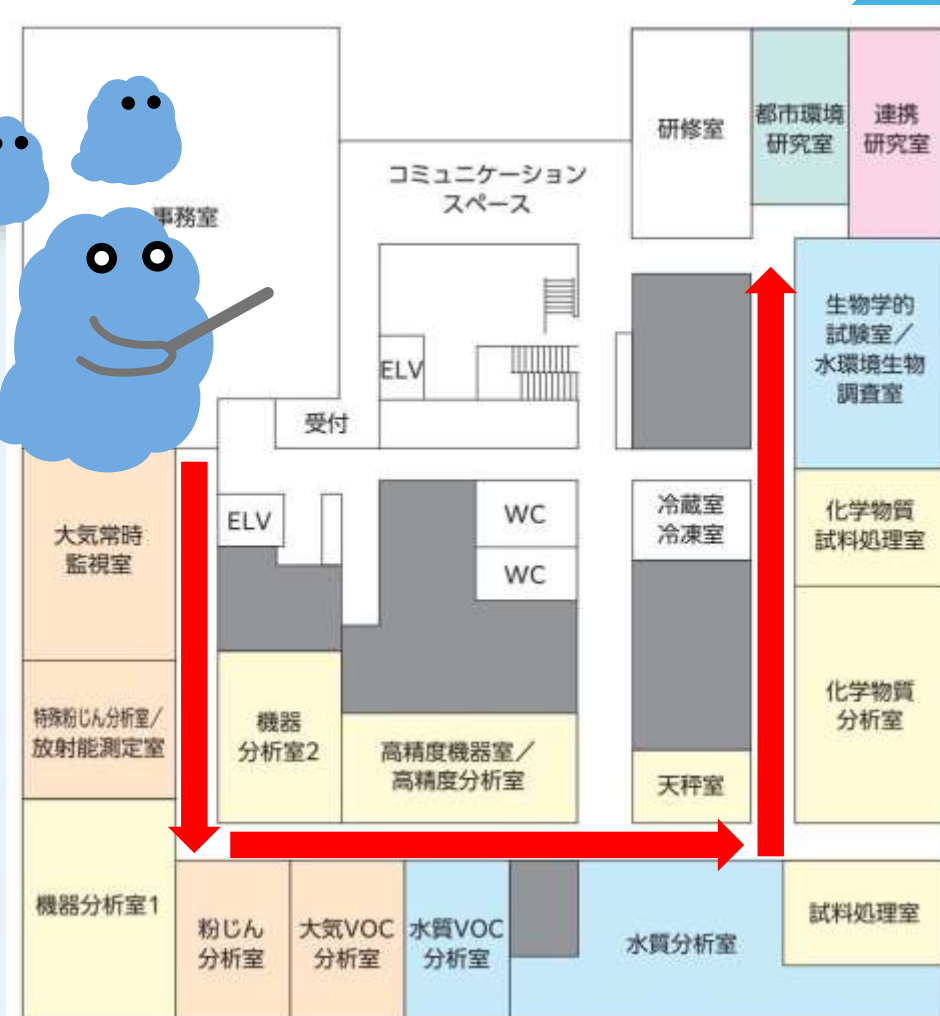 研修室
都市環境
研究室
連携
研究室
コミュニケーション
スペース
事務室
生物学的
試験室／
水環境生物
調査室
ELV
受付
大気常時
監視室
ELV
WC
WC
冷蔵室
冷凍室
化学物質
試料処理室
特殊粉じん分析室／
放射能測定室
機器
分析室2
高精度機器室／
高精度分析室
天秤室
化学物質
分析室
機器分析室1
粉じん
分析室
大気VOC
分析室
水質VOC
分析室
水質分析室
試料処理室